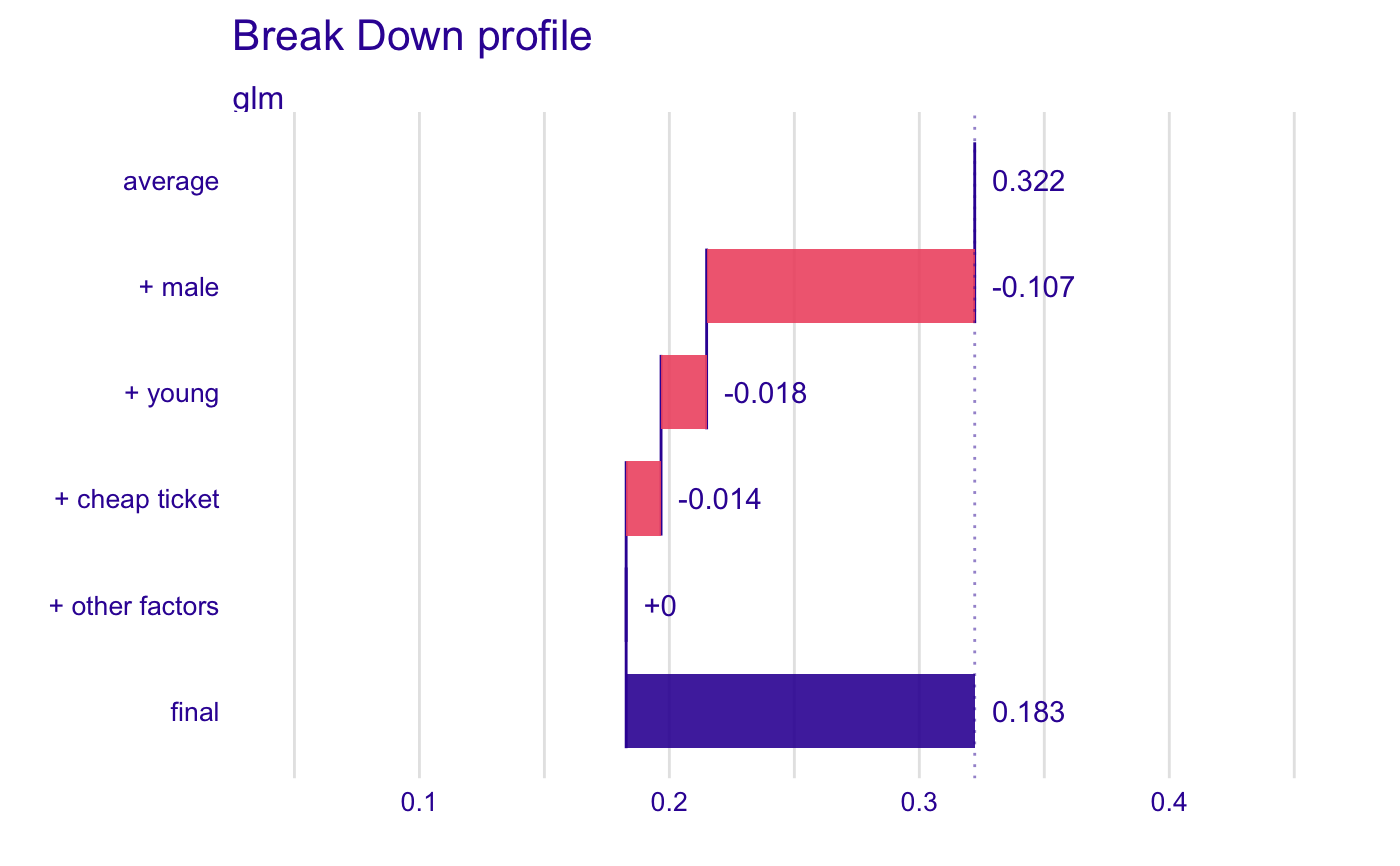 Break Down profile
glm
average 0.322
+ male -0.107
+ young -0.018
+ cheap ticket -0.014
+ other factors +0
final 0.183
0.1 0.2 0.3 0.4